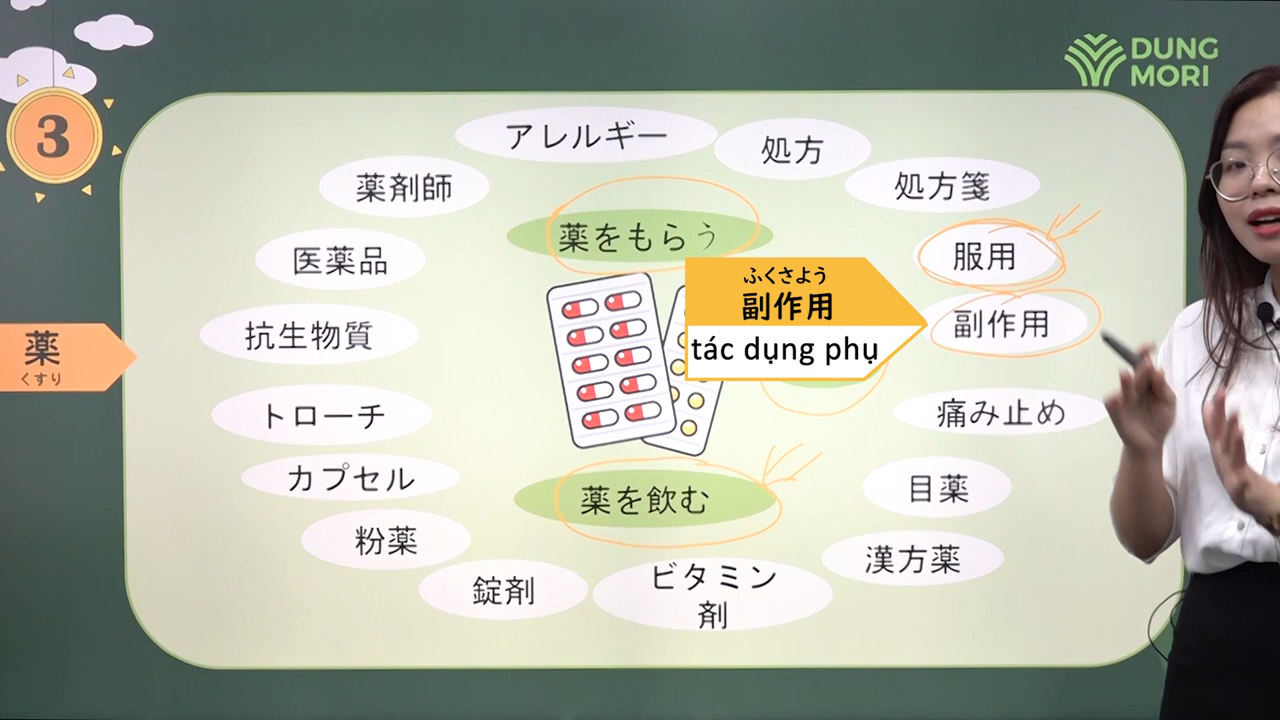 DUNG
MORI
3
アレルギー
処方
薬剤師
処方箋
薬をもらう
服用
医薬品
ふくさよう
副作用
tác dụng phụ
副作用
抗生物質
薬
くすり
トローチ
痛み止め
カプセル
目薬
薬を飲む
粉薬
漢方薬
錠剤
ビタミン
剤